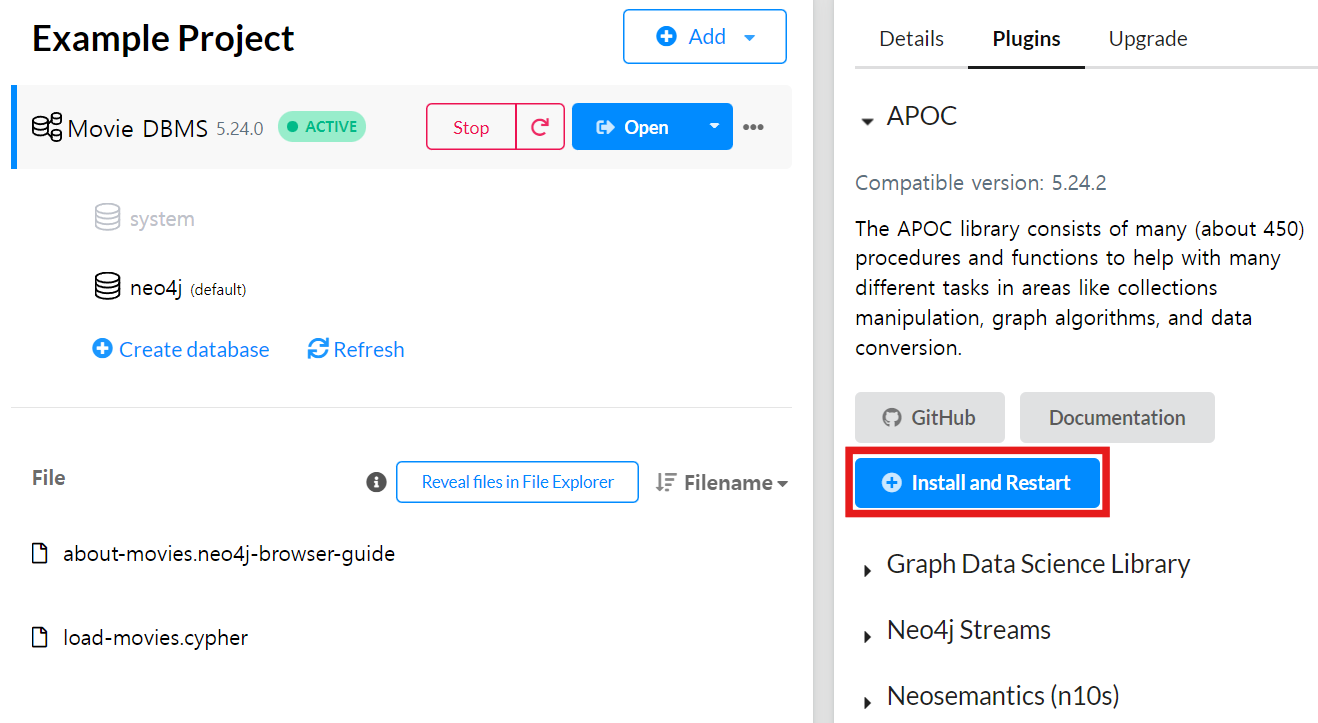 Example Project
Add
Movie DBMS 5.24.0 ACTIVE Stop Open
system
neo4j (default)
Create database Refresh
File Reveal files in File Explorer Filename
about-movies.neo4j-browser-guide
load-movies.cypher
Details Plugins Upgrade
APOC
Compatible version: 5.24.2
The APOC library consists of many (about 450)
procedures and functions to help with many
different tasks in areas like collections
manipulation, graph algorithms, and data
conversion.
GitHub Documentation
Install and Restart
Graph Data Science Library
Neo4j Streams
Neosemantics (n10s)